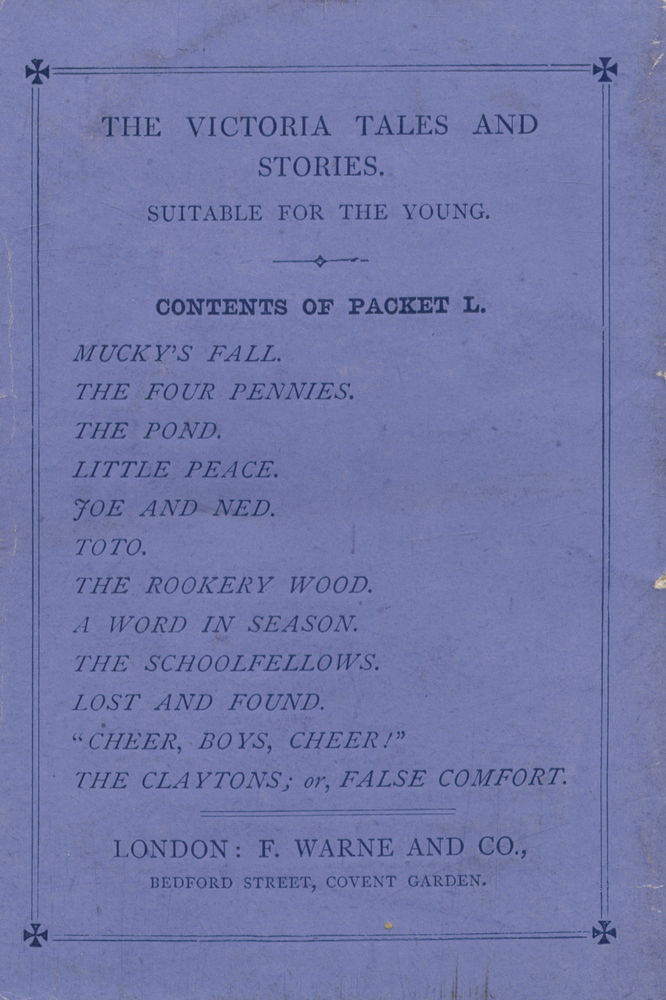 THE VICTORIA TALES AND
STORIES.
SUITABLE FOR THE YOUNG.
CONTENTS OF PACKET L.
MUCKY'S FALL.
THE FOUR PENNIES.
THE POND.
LITTLE PEACE.
JOE AND NED.
TOTO.
THE ROOKERY WOOD.
A WORD IN SEASON.
THE SCHOOLFELLOWS.
LOST AND FOUND.
"CHEER, BOYS, CHEER!"
THE CLAYTONS; or, FALSE COMFORT.
LONDON: F. WARNE AND CO.,
BEDFORD STREET, COVENT GARDEN.